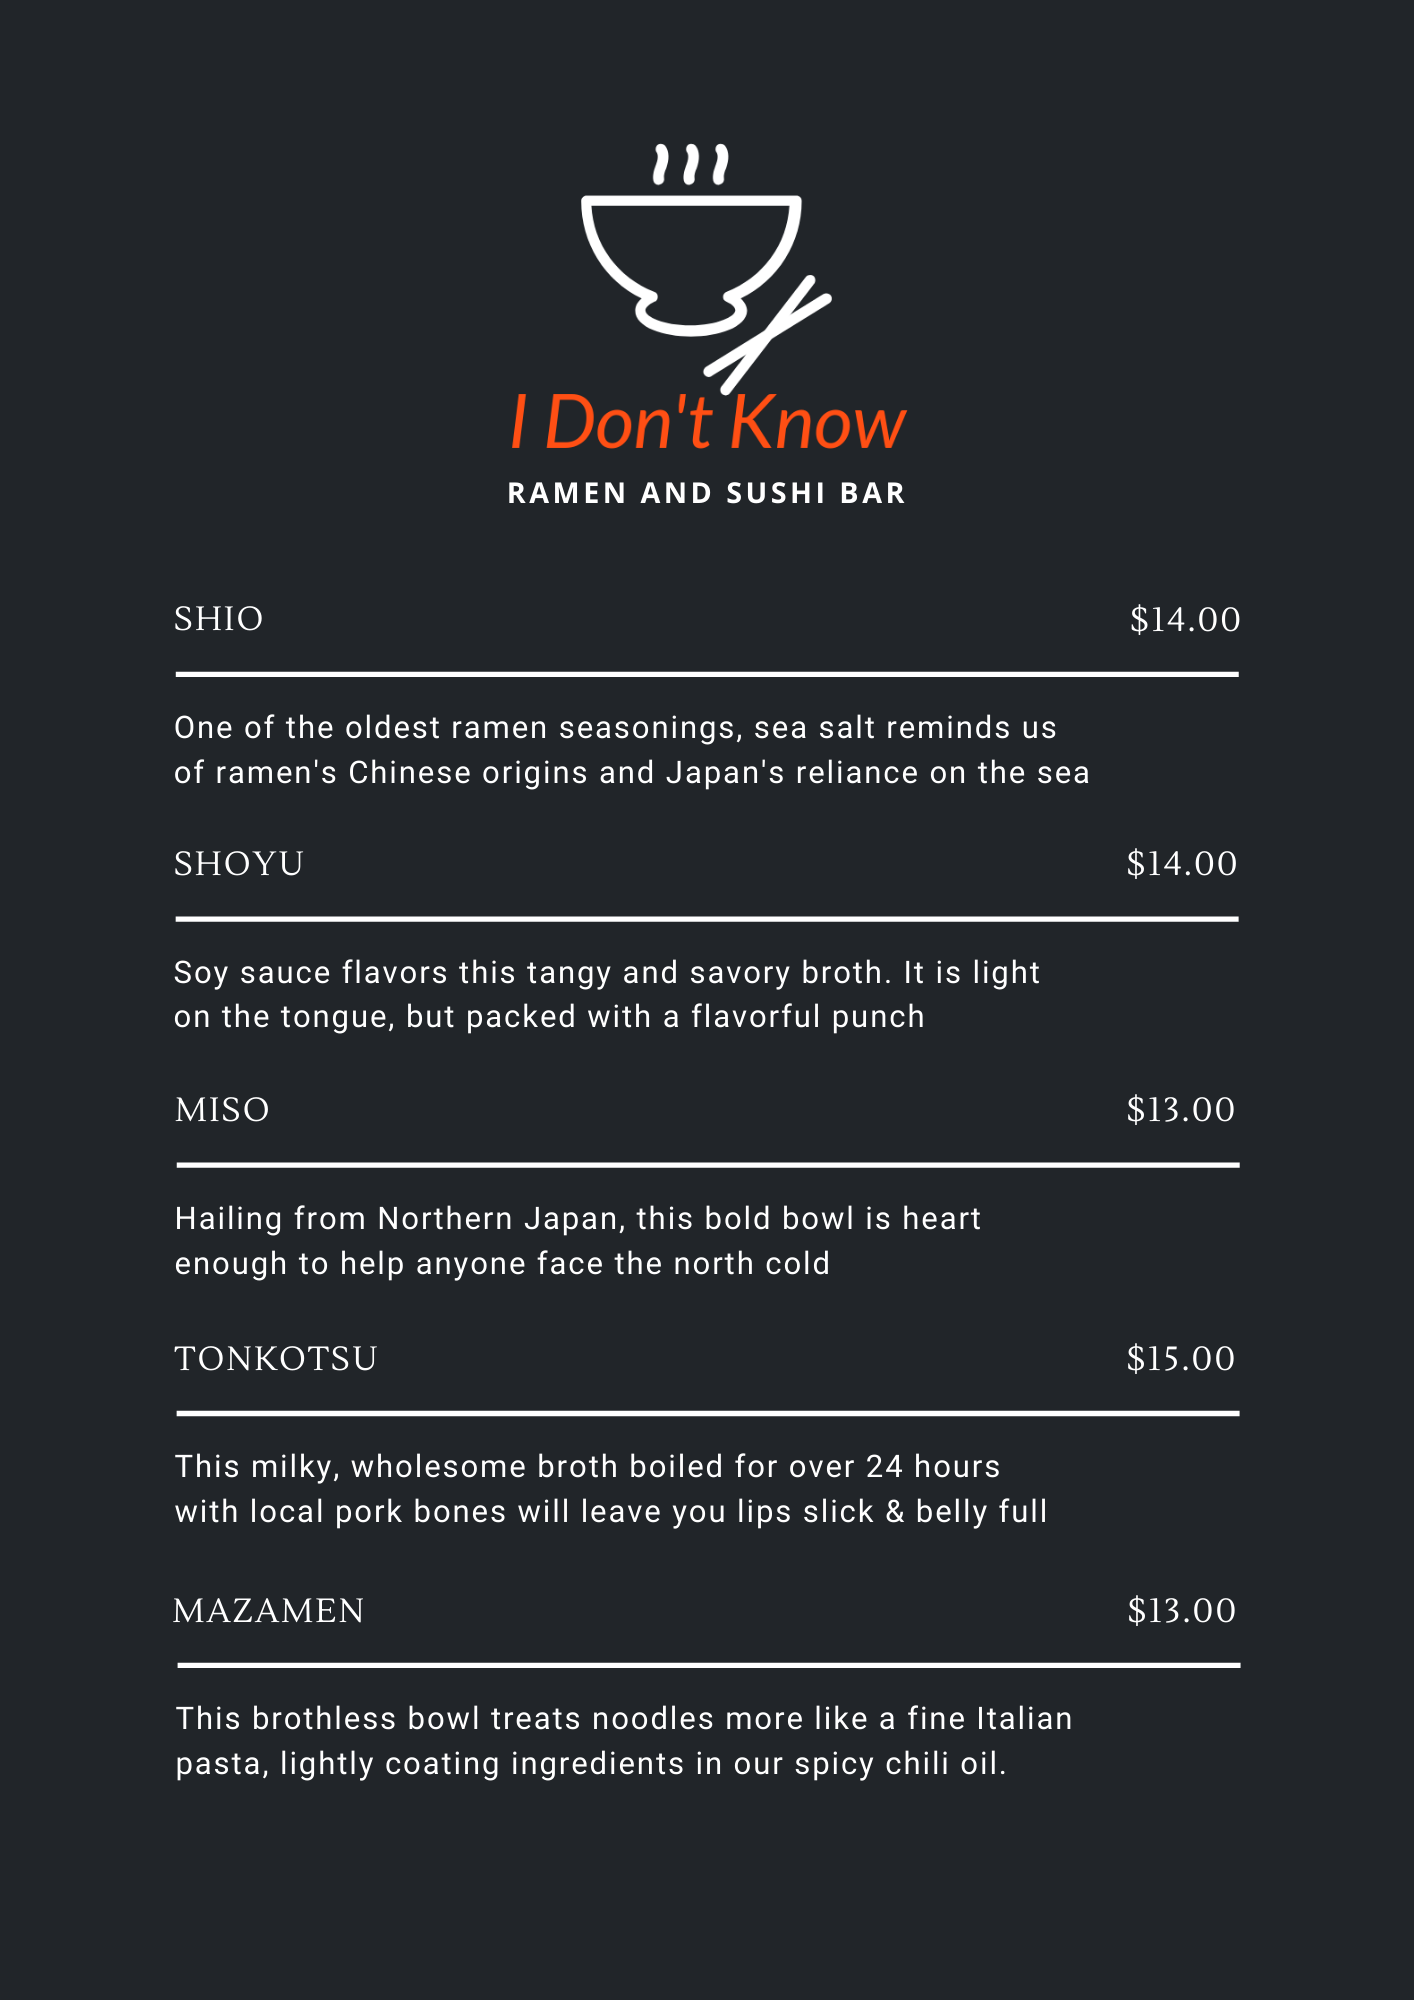 I Don't Know
RAMEN AND SUSHI BAR
SHIO $14.00
One of the oldest ramen seasonings, sea salt reminds us
of ramen's Chinese origins and Japan's reliance on the sea
SHOYU $14.00
Soy sauce flavors this tangy and savory broth. It is light
on the tongue, but packed with a flavorful punch
MISO $13.00
Hailing from Northern Japan, this bold bowl is heart
enough to help anyone face the north cold
TONKOTSU $15.00
This milky, wholesome broth boiled for over 24 hours
with local pork bones will leave you lips slick & belly full
MAZAMEN $13.00
This brothless bowl treats noodles more like a fine Italian
pasta, lightly coating ingredients in our spicy chili oil.